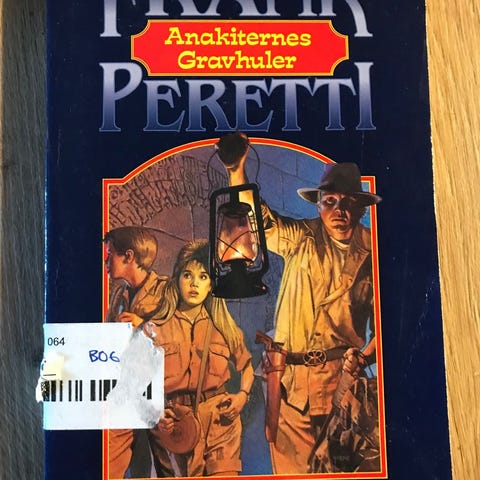 FRANK
Anakiternes
Gravhuler
PERETTI
064
BOG